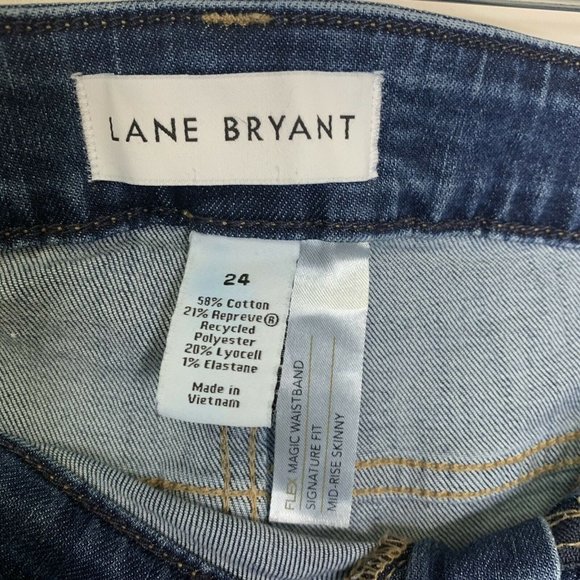 LANE BRYANT
24
58% Cotton
21% Repreve®
Recycled
Polyester
20% Lyocell
1% Elastane
Made in
Vietnam
FLEX MAGIC WAISTBAND
SIGNATURE FIT
MID-RISE SKINNY